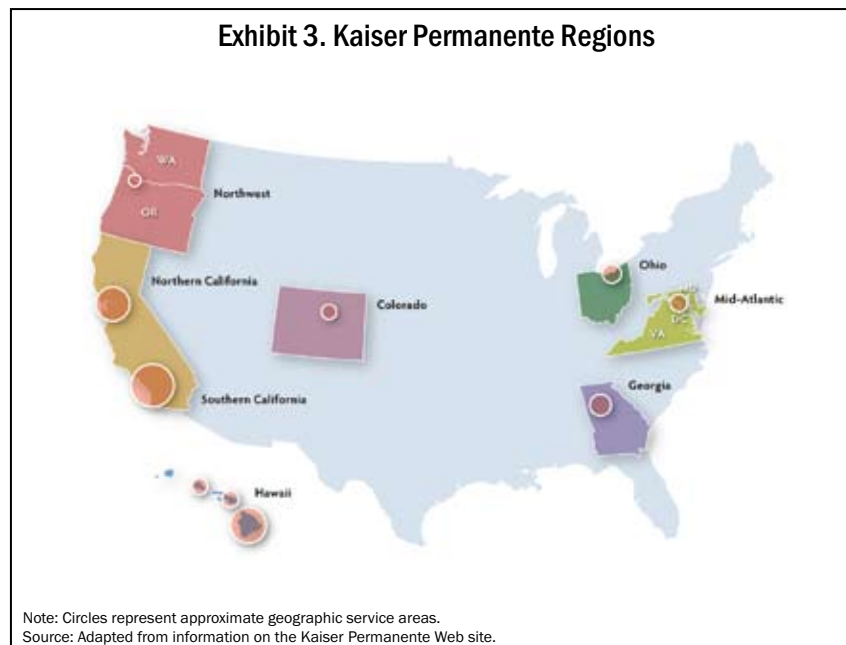 Exhibit 3. Kaiser Permanente Regions
WA
Northwest
OR
Northern California
Colorado
Southern California
Hawaii
Ohio
MD
Mid-Atlantic
DC
VA
Georgia
Note: Circles represent approximate geographic service areas.
Source: Adapted from information on the Kaiser Permanente Web site.